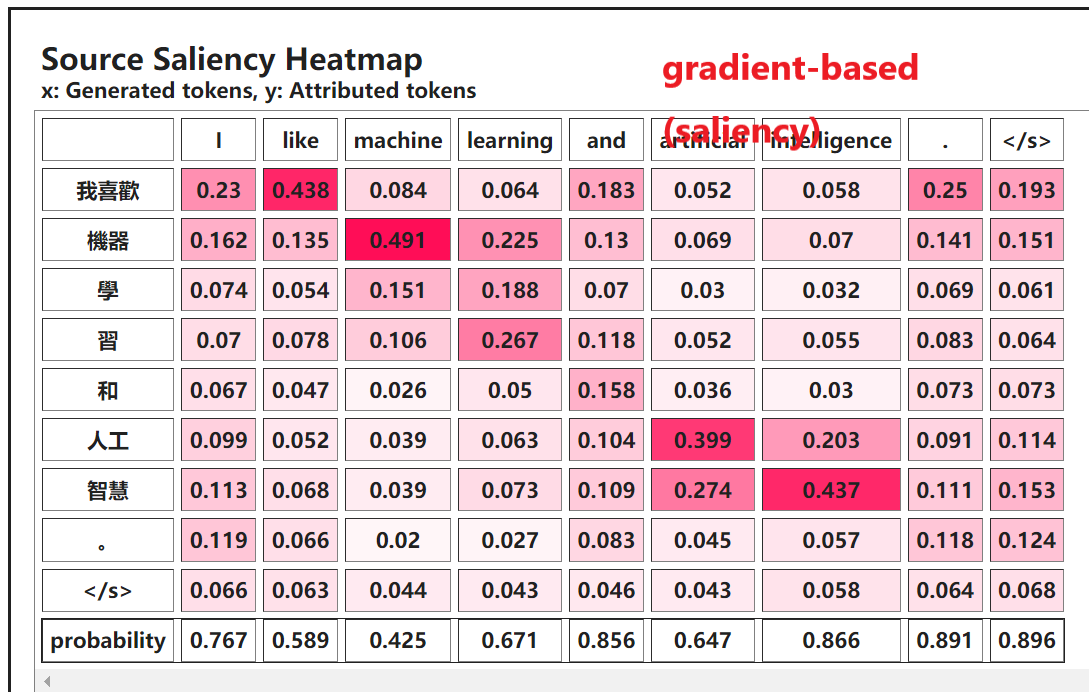 Source Saliency Heatmap
x: Generated tokens, y: Attributed tokens
gradient-based
(saliency)
I like machine learning and artificial intelligence . </s>
我喜歡 0.23 0.438 0.084 0.064 0.183 0.052 0.058 0.25 0.193
機器 0.162 0.135 0.491 0.225 0.13 0.069 0.07 0.141 0.151
學 0.074 0.054 0.151 0.188 0.07 0.03 0.032 0.069 0.061
習 0.07 0.078 0.106 0.267 0.118 0.052 0.055 0.083 0.064
和 0.067 0.047 0.026 0.05 0.158 0.036 0.03 0.073 0.073
人工 0.099 0.052 0.039 0.063 0.104 0.399 0.203 0.091 0.114
智慧 0.113 0.068 0.039 0.073 0.109 0.274 0.437 0.111 0.153
。 0.119 0.066 0.02 0.027 0.083 0.045 0.057 0.118 0.124
</s> 0.066 0.063 0.044 0.043 0.046 0.043 0.058 0.064 0.068
probability 0.767 0.589 0.425 0.671 0.856 0.647 0.866 0.891 0.896